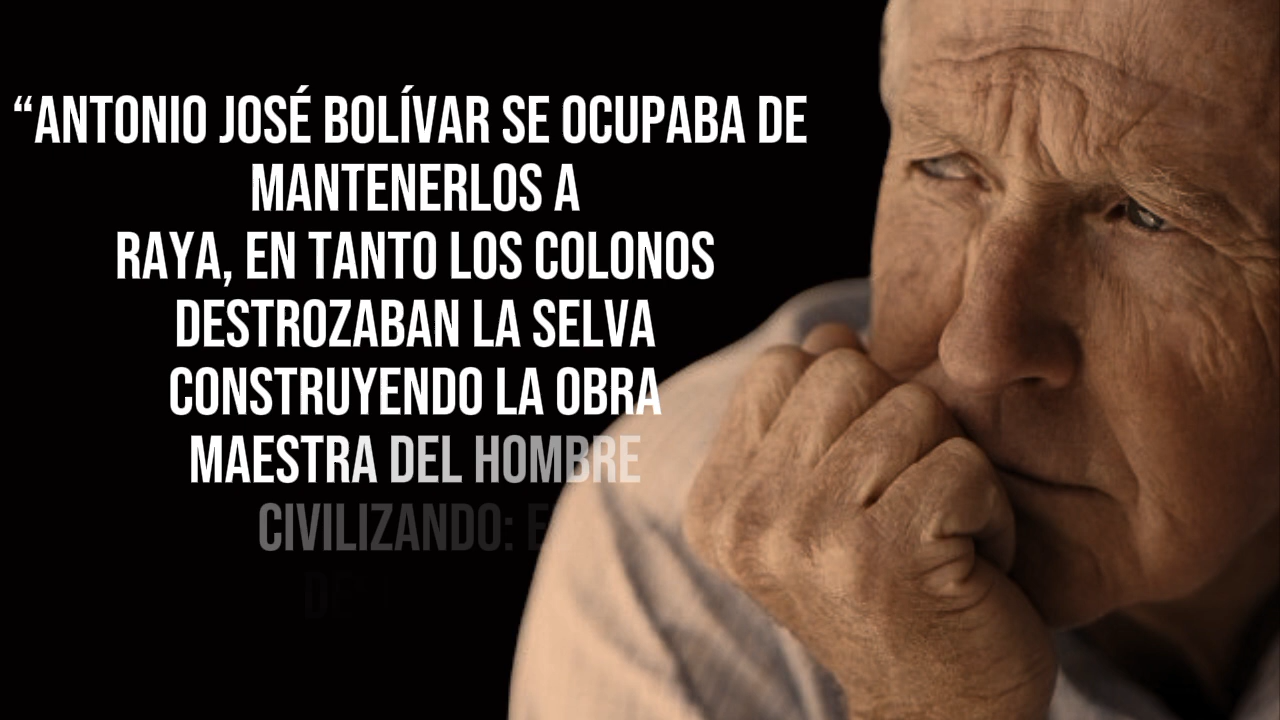 “ANTONIO JOSÉ BOLÍVAR SE OCUPABA DE
MANTENERLOS A
RAYA, EN TANTO LOS COLONOS
DESTROZABAN LA SELVA
CONSTRUYENDO LA OBRA
MAESTRA DEL HOMBRE
CIVILIZANDO: